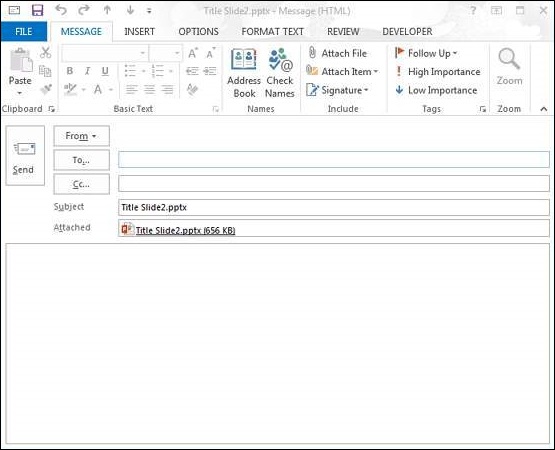 Title Slide2.pptx - Message (HTML)
FILE MESSAGE INSERT OPTIONS FORMAT TEXT REVIEW DEVELOPER
Paste
B I U
A
Address Book
Check Names
Attach File
Attach Item
Signature
Follow Up
High Importance
Low Importance
Zoom
Clipboard Basic Text Names Include Tags Zoom
Send
From
To...
Cc...
Subject Title Slide2.pptx
Attached Title Slide2.pptx (656 KB)